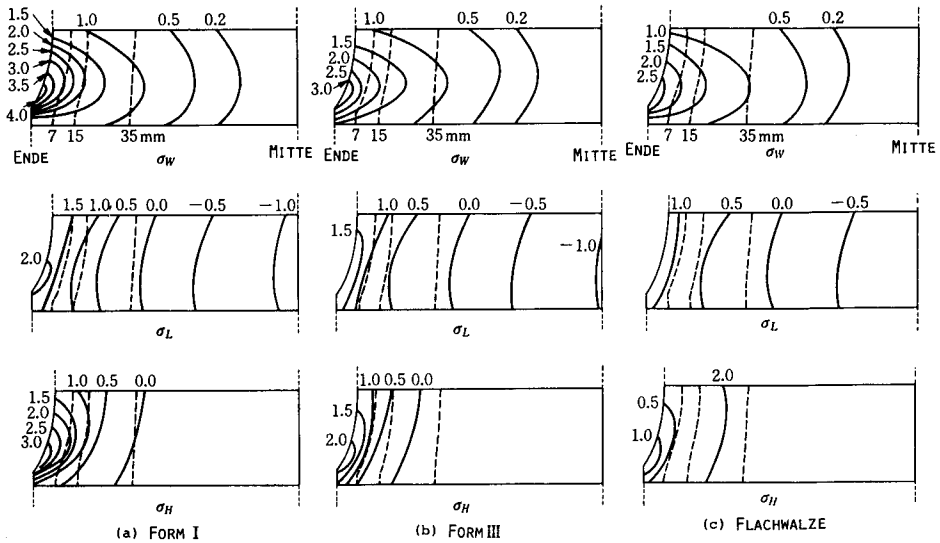 1.5 1.0 0.5 0.2
2.0
2.5
3.0
3.5
4.0
7 15 35 mm
ENDE σW MITTE
1.0 0.5 0.2
1.5
2.0
2.5
3.0
7 15 35 mm
ENDE σW MITTE
1.0 0.5 0.2
1.5
2.0
2.5
7 15 35 mm
ENDE σW MITTE
1.5 1.0 0.5 0.0 −0.5 −1.0
2.0
σL
1.0 0.5 0.0 −0.5
1.5
−1.0
σL
1.0 0.5 0.0 −0.5
σL
1.0 0.5 0.0
1.5
2.0
2.5
3.0
σH
1.0 0.5 0.0
1.5
2.0
σH
2.0
0.5
1.0
σH
(a) FORM I
(b) FORM III
(c) FLACHWALZE